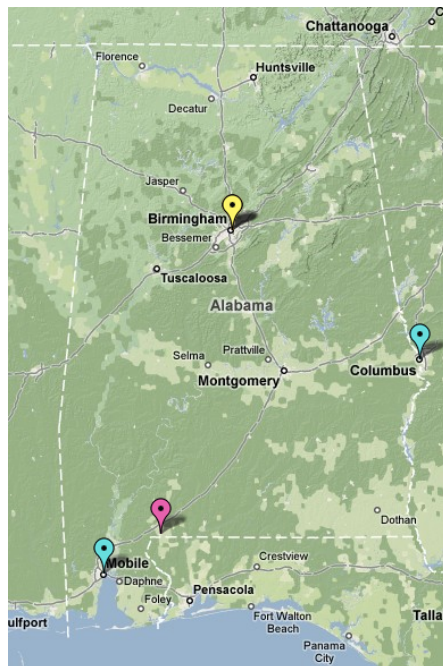 Chattanooga
Florence
Huntsville
Decatur
Jasper
Birmingham
Bessemer
Tuscaloosa
Alabama
Selma
Prattville
Montgomery
Columbus
Dothan
Mobile
Daphne
Crestview
Foley
Pensacola
ulfport
Fort Walton
Beach
Talla
Panama
City